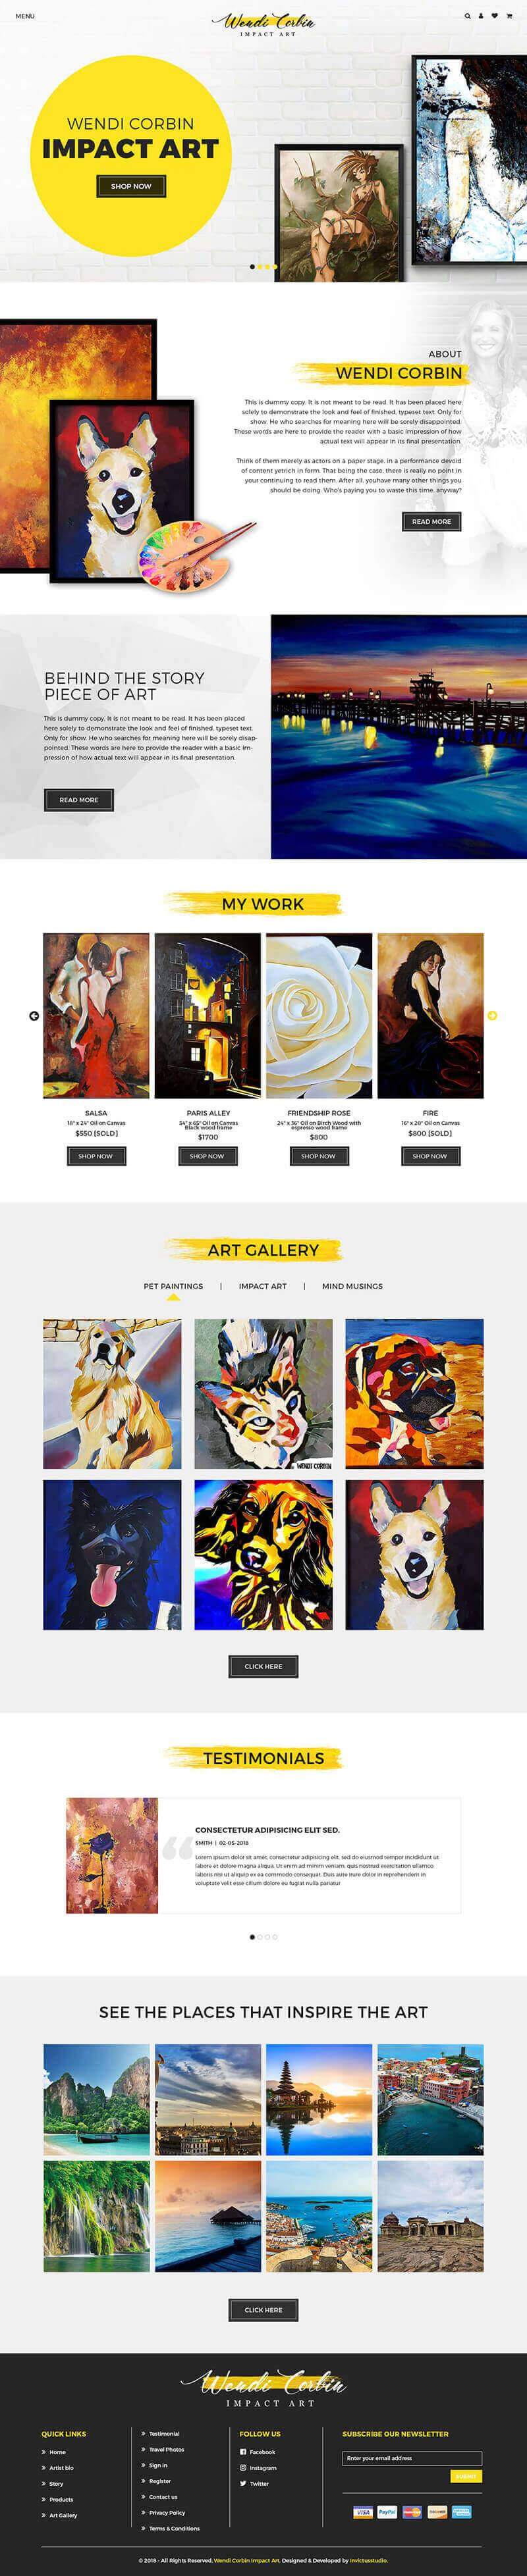 MENU
Wendi Corbin
IMPACT ART
WENDI CORBIN
IMPACT ART
SHOP NOW
ABOUT
WENDI CORBIN
This is dummy copy. It is not meant to be read. It has been placed here
solely to demonstrate the look and feel of finished, typeset text. Only for
show. He who searches for meaning here will be sorely disappointed.
These words are here to provide the reader with a basic impression of how
actual text will appear in its final presentation.
Think of them merely as actors on a paper stage, in a performance devoid
of content yetrich in form. That being the case, there is really no point in
your continuing to read them. After all, youhave many other things you
should be doing. Who's paying you to waste this time, anyway?
READ MORE
BEHIND THE STORY
PIECE OF ART
This is dummy copy. It is not meant to be read. It has been placed
here solely to demonstrate the look and feel of finished, typeset text.
Only for show. He who searches for meaning here will be sorely disap-
pointed. These words are here to provide the reader with a basic im-
pression of how actual text will appear in its final presentation.
READ MORE
MY WORK
SALSA
18" x 24" Oil on Canvas
$550 [SOLD]
SHOP NOW
PARIS ALLEY
54" x 65" Oil on Canvas
Black wood frame
$1700
SHOP NOW
FRIENDSHIP ROSE
24" x 36" Oil on Birch Wood with
espresso wood frame
$800
SHOP NOW
FIRE
16" x 20" Oil on Canvas
$800 [SOLD]
SHOP NOW
ART GALLERY
PET PAINTINGS | IMPACT ART | MIND MUSINGS
WENDI CORBIN
CLICK HERE
TESTIMONIALS
CONSECTETUR ADIPISICING ELIT SED.
SMITH | 02-05-2018
Lorem ipsum dolor sit amet, consectetur adipisicing elit, sed do eiusmod tempor incididunt ut
labore et dolore magna aliqua. Ut enim ad minim veniam, quis nostrud exercitation ullamco
laboris nisi ut aliquip ex ea commodo consequat. Duis aute irure dolor in reprehenderit in
voluptate velit esse cillum dolore eu fugiat nulla pariatur
SEE THE PLACES THAT INSPIRE THE ART
CLICK HERE
Wendi Corbin
IMPACT ART
QUICK LINKS
Home
Artist bio
Story
Products
Art Gallery
Testimonial
Travel Photos
Sign in
Register
Contact us
Privacy Policy
Terms & Conditions
FOLLOW US
Facebook
Instagram
Twitter
SUBSCRIBE OUR NEWSLETTER
Enter your email address
VISA PayPal
© 2018 - All Rights Reserved. Wendi Corbin Impact Art. Designed & Developed by Invictusstudio.